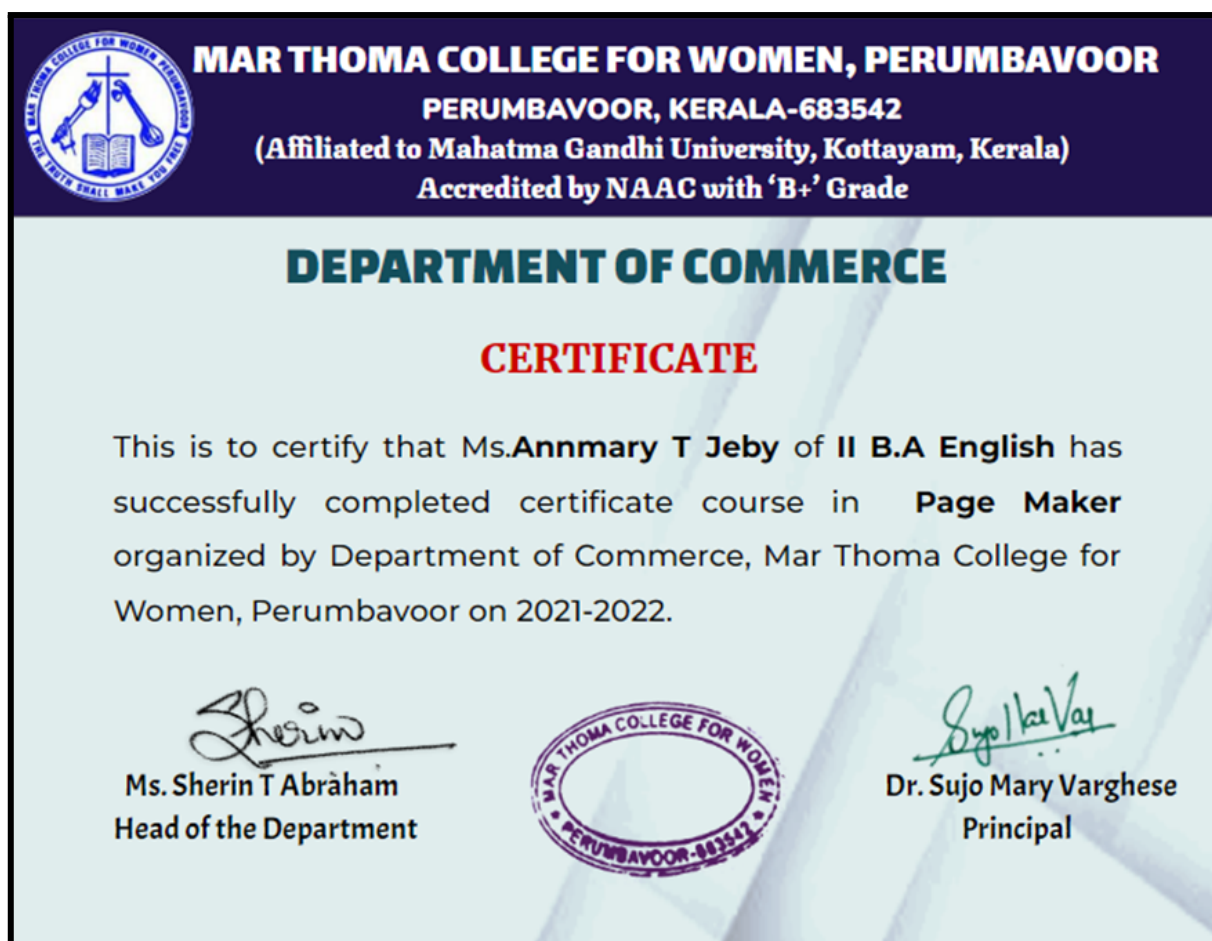 MAR THOMA COLLEGE FOR WOMEN PERUMBAVOOR
THE TRUTH SHALL MAKE YOU FREE
MAR THOMA COLLEGE FOR WOMEN, PERUMBAVOOR
PERUMBAVOOR, KERALA-683542
(Affiliated to Mahatma Gandhi University, Kottayam, Kerala)
Accredited by NAAC with ‘B+’ Grade
DEPARTMENT OF COMMERCE
CERTIFICATE
This is to certify that Ms.Annmary T Jeby of II B.A English has
successfully completed certificate course in Page Maker
organized by Department of Commerce, Mar Thoma College for
Women, Perumbavoor on 2021-2022.
Sherin
Ms. Sherin T Abraham
Head of the Department
MAR THOMA COLLEGE FOR WOMEN
PERUMBAVOOR-683542
Dr. Sujo Mary Varghese
Principal